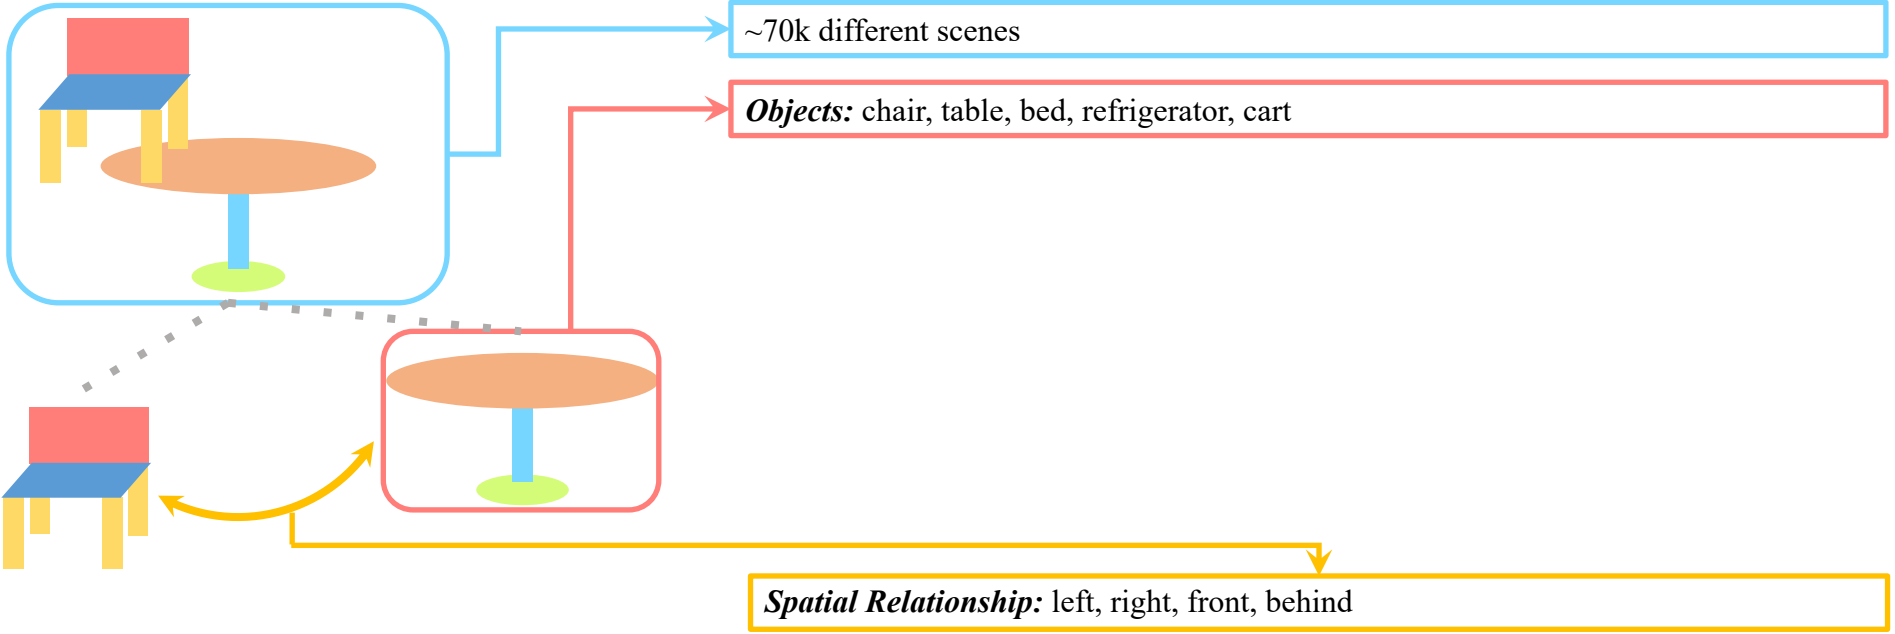 ~70k different scenes
Objects: chair, table, bed, refrigerator, cart
Spatial Relationship: left, right, front, behind